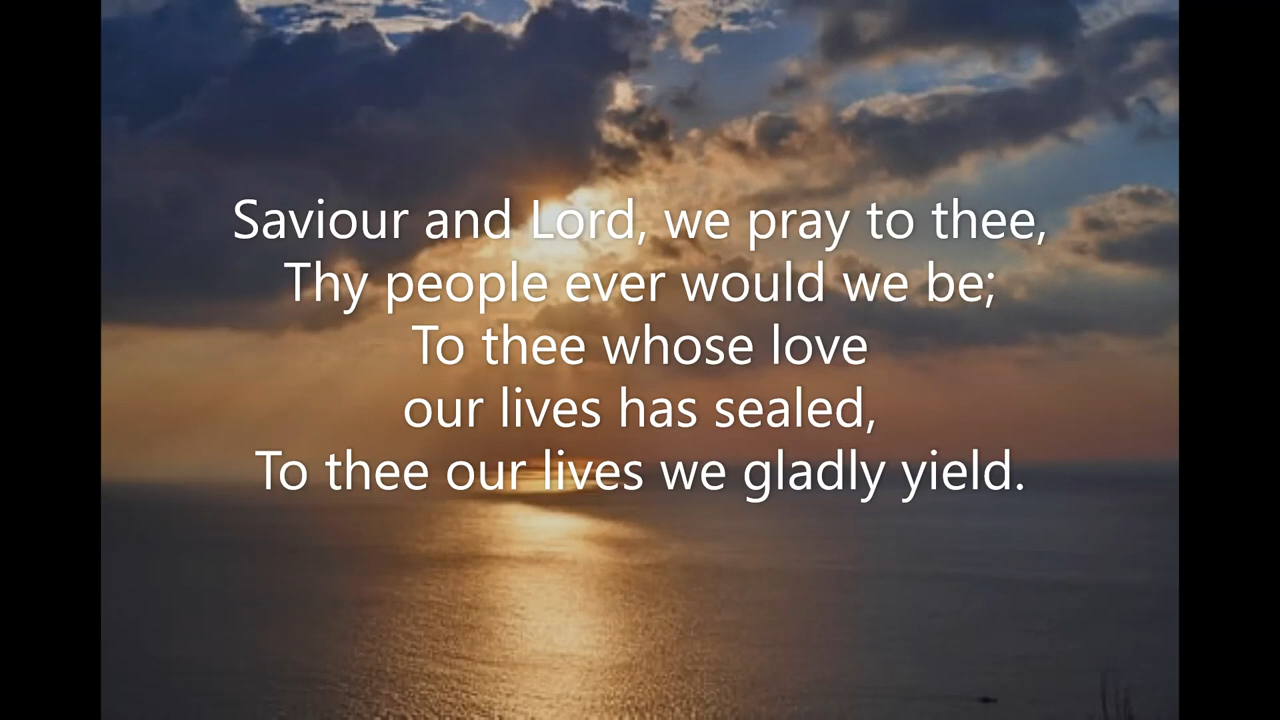 Saviour and Lord, we pray to thee,
Thy people ever would we be;
To thee whose love
our lives has sealed,
To thee our lives we gladly yield.